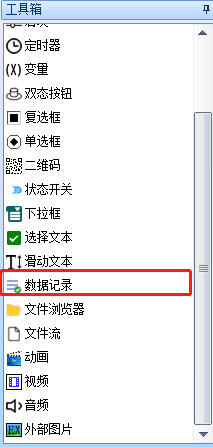 工具箱
定时器
(X) 变量
双态按钮
复选框
单选框
二维码
状态开关
下拉框
选择文本
滑动文本
数据记录
文件浏览器
文件流
动画
视频
音频
EX 外部图片